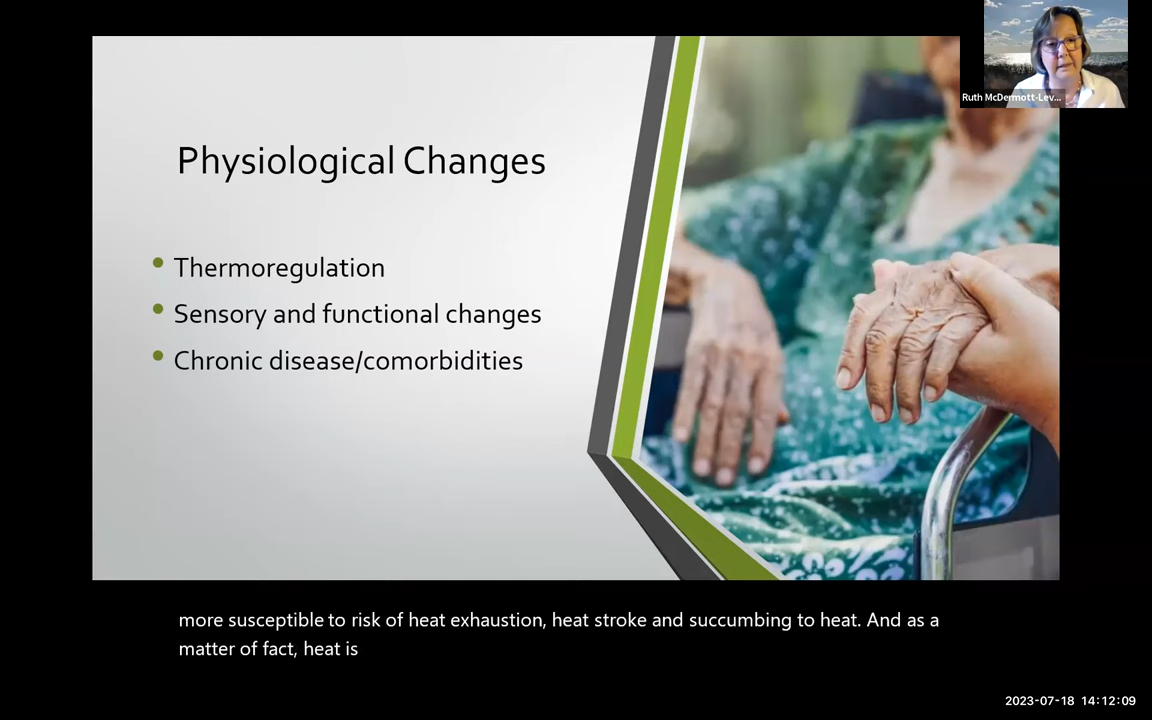 Ruth McDermott-Lev...
Physiological Changes
• Thermoregulation
• Sensory and functional changes
• Chronic disease/comorbidities
more susceptible to risk of heat exhaustion, heat stroke and succumbing to heat. And as a
matter of fact, heat is
2023-07-18 14:12:09